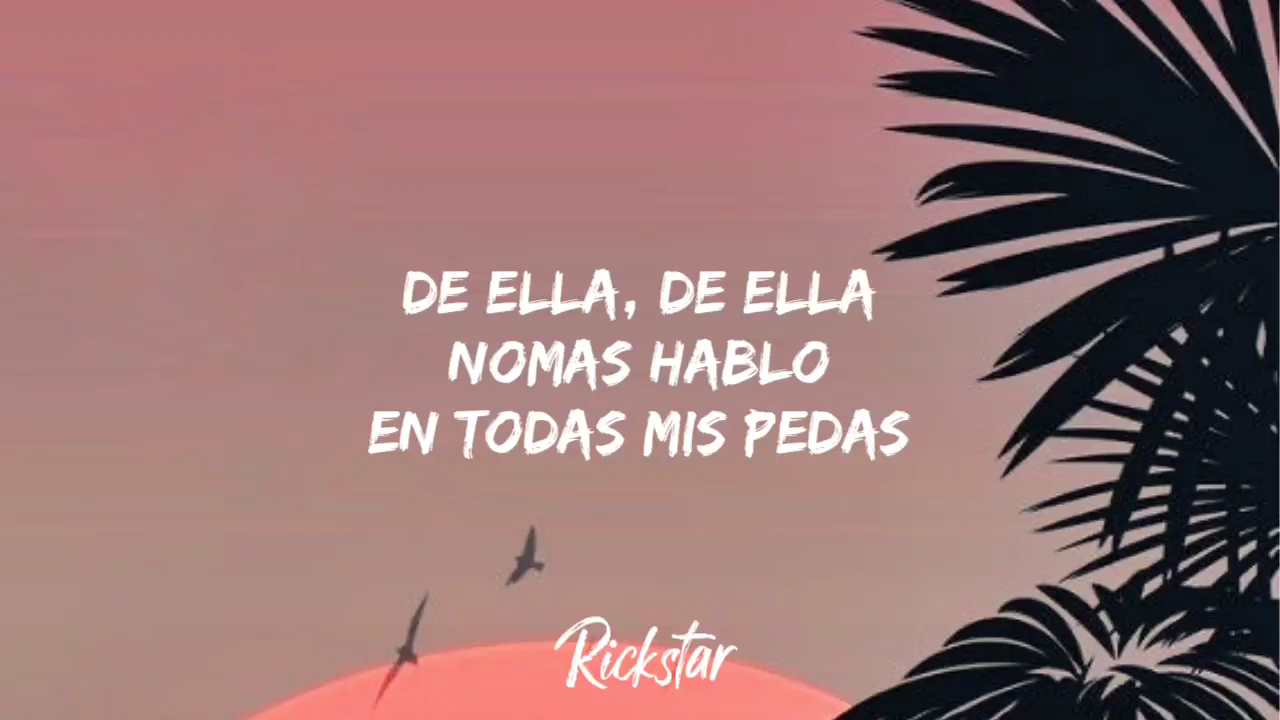 DE ELLA, DE ELLA
NOMAS HABLO
EN TODAS MIS PEDAS
Rickstar